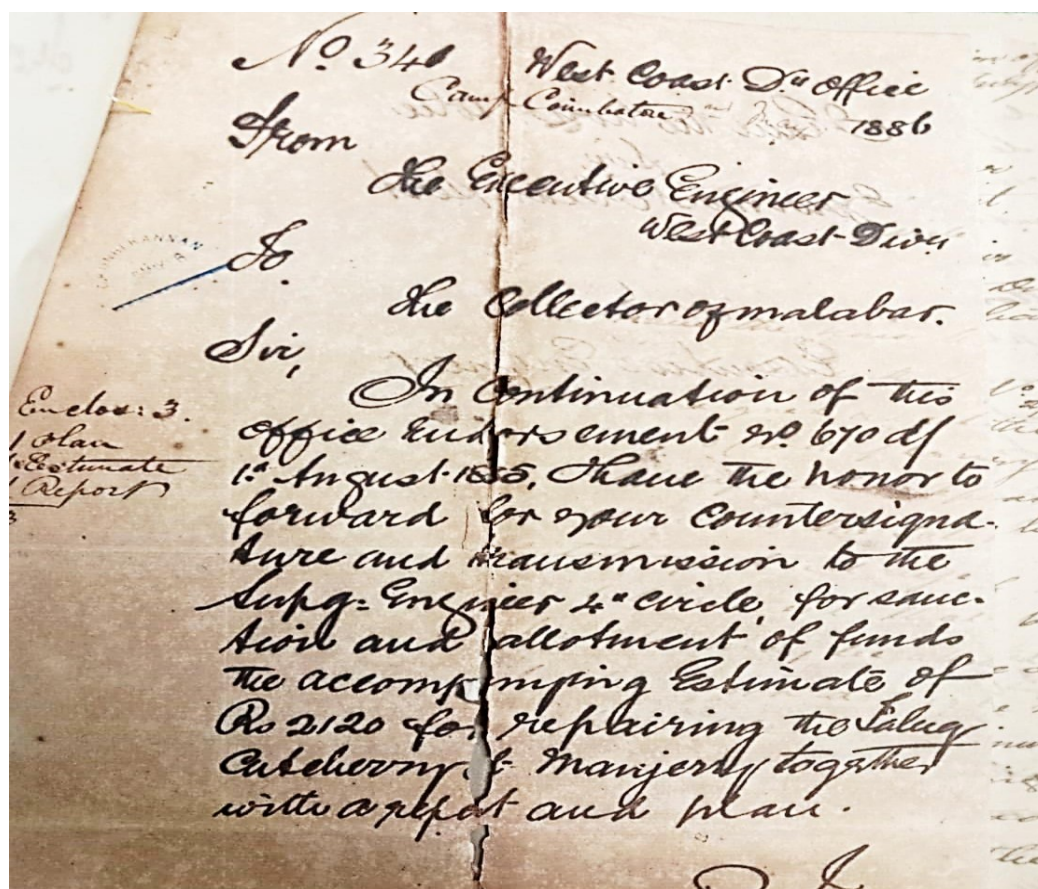 No. 346 West Coast Dn Office
Camp Coimbatore 1886
From
The Executive Engineer
West Coast Divn
To
The Collector of Malabar.
Sir,
In Continuation of this
Office Endorsement No 670 of
1st August 1885, I have the honor to
forward for your Countersigna-
ture and transmission to the
Supg: Engineer 4th Circle, for sanc-
tion and allotment of funds
the accompanying Estimate of
Rs 2120 for repairing the Taluq
Cutcherry at Manjery together
with a report and plan.
Enclos: 3.
1 Plan
1 Estimate
1 Report
3